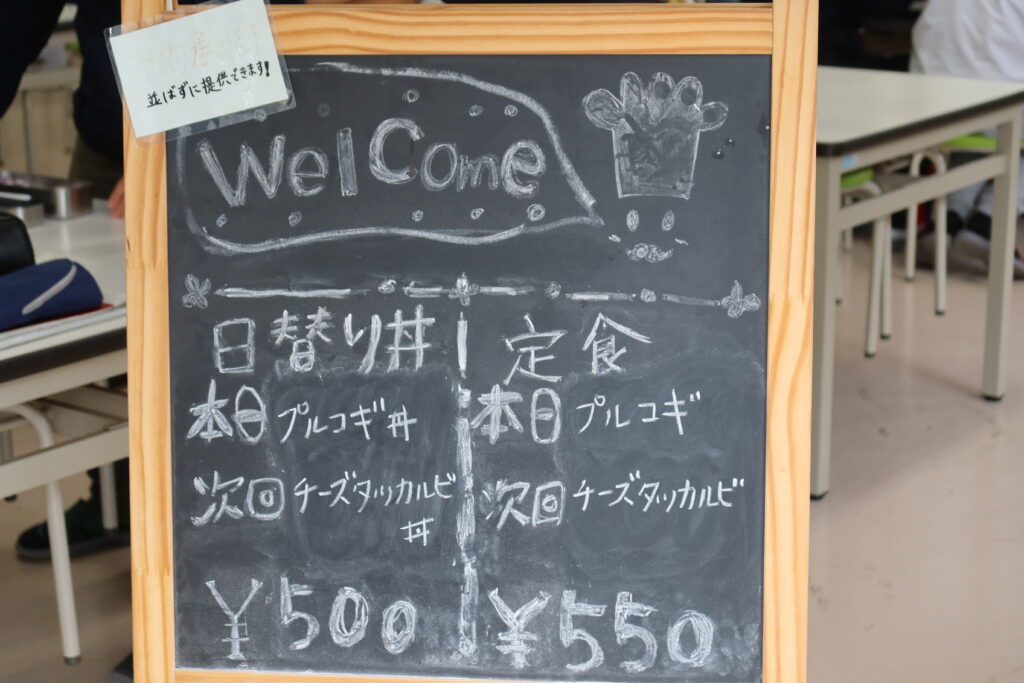 並ばずに提供できます!
Welcome
日替り丼
本日 プルコギ丼
次回 チーズタッカルビ
丼
¥500
定食
本日 プルコギ
次回 チーズタッカルビ
¥550